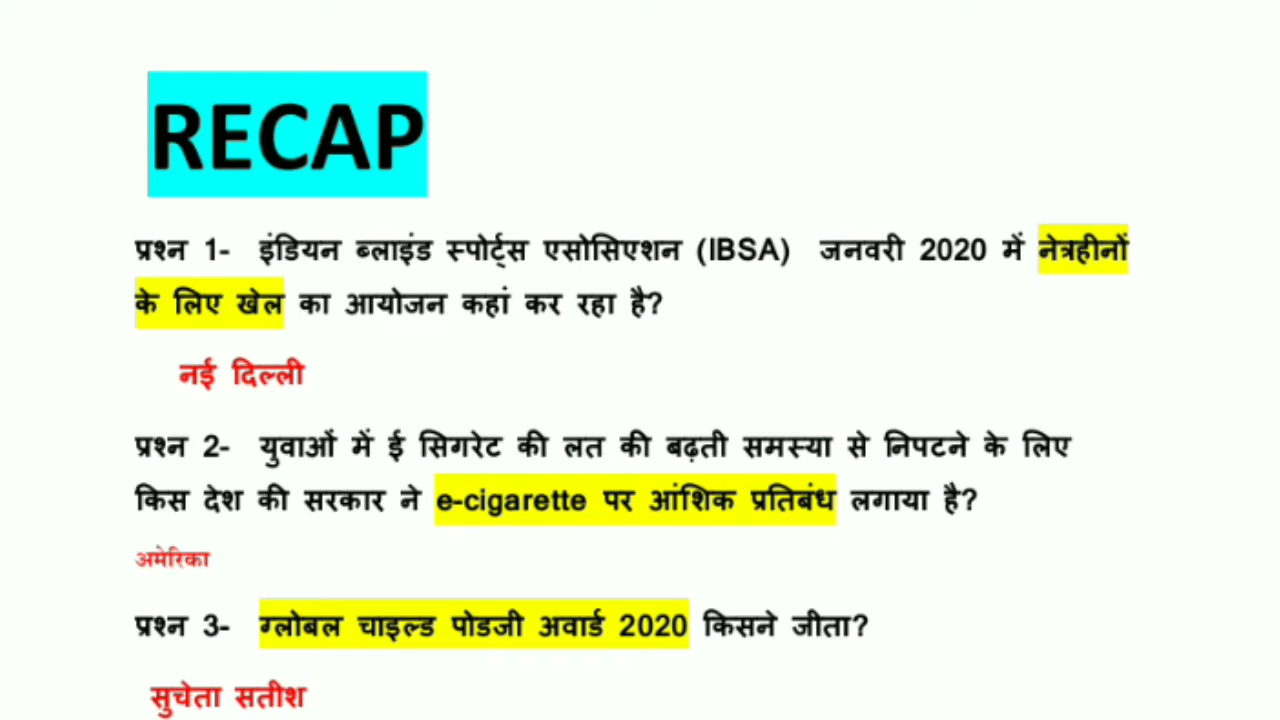 RECAP
प्रश्न 1- इंडियन ब्लाइंड स्पोर्ट्स एसोसिएशन (IBSA) जनवरी 2020 में नेत्रहीनों
के लिए खेल का आयोजन कहां कर रहा है?
नई दिल्ली
प्रश्न 2- युवाओं में ई सिगरेट की लत की बढ़ती समस्या से निपटने के लिए
किस देश की सरकार ने e-cigarette पर आंशिक प्रतिबंध लगाया है?
अमेरिका
प्रश्न 3- ग्लोबल चाइल्ड पोडजी अवार्ड 2020 किसने जीता?
सुचेता सतीश